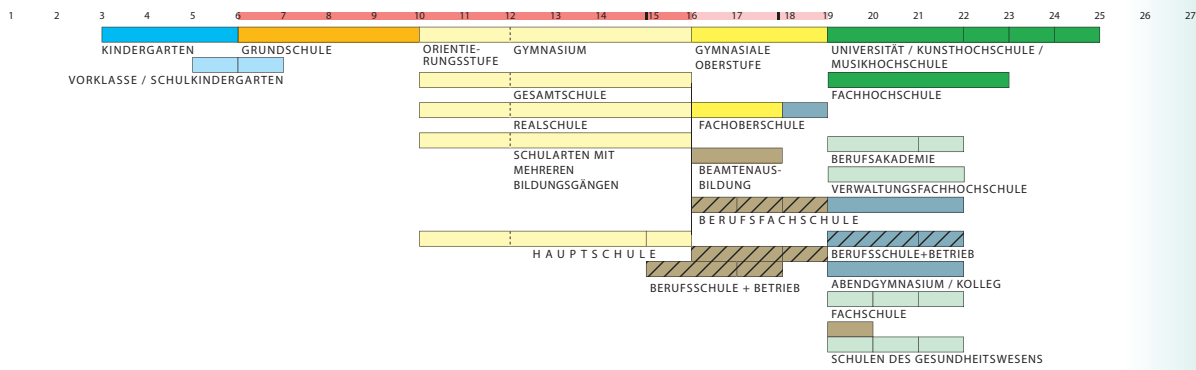 1 2 3 4 5 6 7 8 9 10 11 12 13 14 15 16 17 18 19 20 21 22 23 24 25 26 27
KINDERGARTEN
GRUNDSCHULE
ORIENTIE-
RUNGSSTUFE
GYMNASIUM
GYMNASIALE
OBERSTUFE
UNIVERSITÄT / KUNSTHOCHSCHULE /
MUSIKHOCHSCHULE
VORKLASSE / SCHULKINDERGARTEN
GESAMTSCHULE
FACHHOCHSCHULE
REALSCHULE
FACHOBERSCHULE
SCHULARTEN MIT
MEHREREN
BILDUNGSGÄNGEN
BEAMTENAUS-
BILDUNG
BERUFSAKADEMIE
VERWALTUNGSFACHHOCHSCHULE
BERUFSFACHSCHULE
HAUPTSCHULE
BERUFSSCHULE+BETRIEB
BERUFSSCHULE + BETRIEB
ABENDGYMNASIUM / KOLLEG
FACHSCHULE
SCHULEN DES GESUNDHEITSWESENS